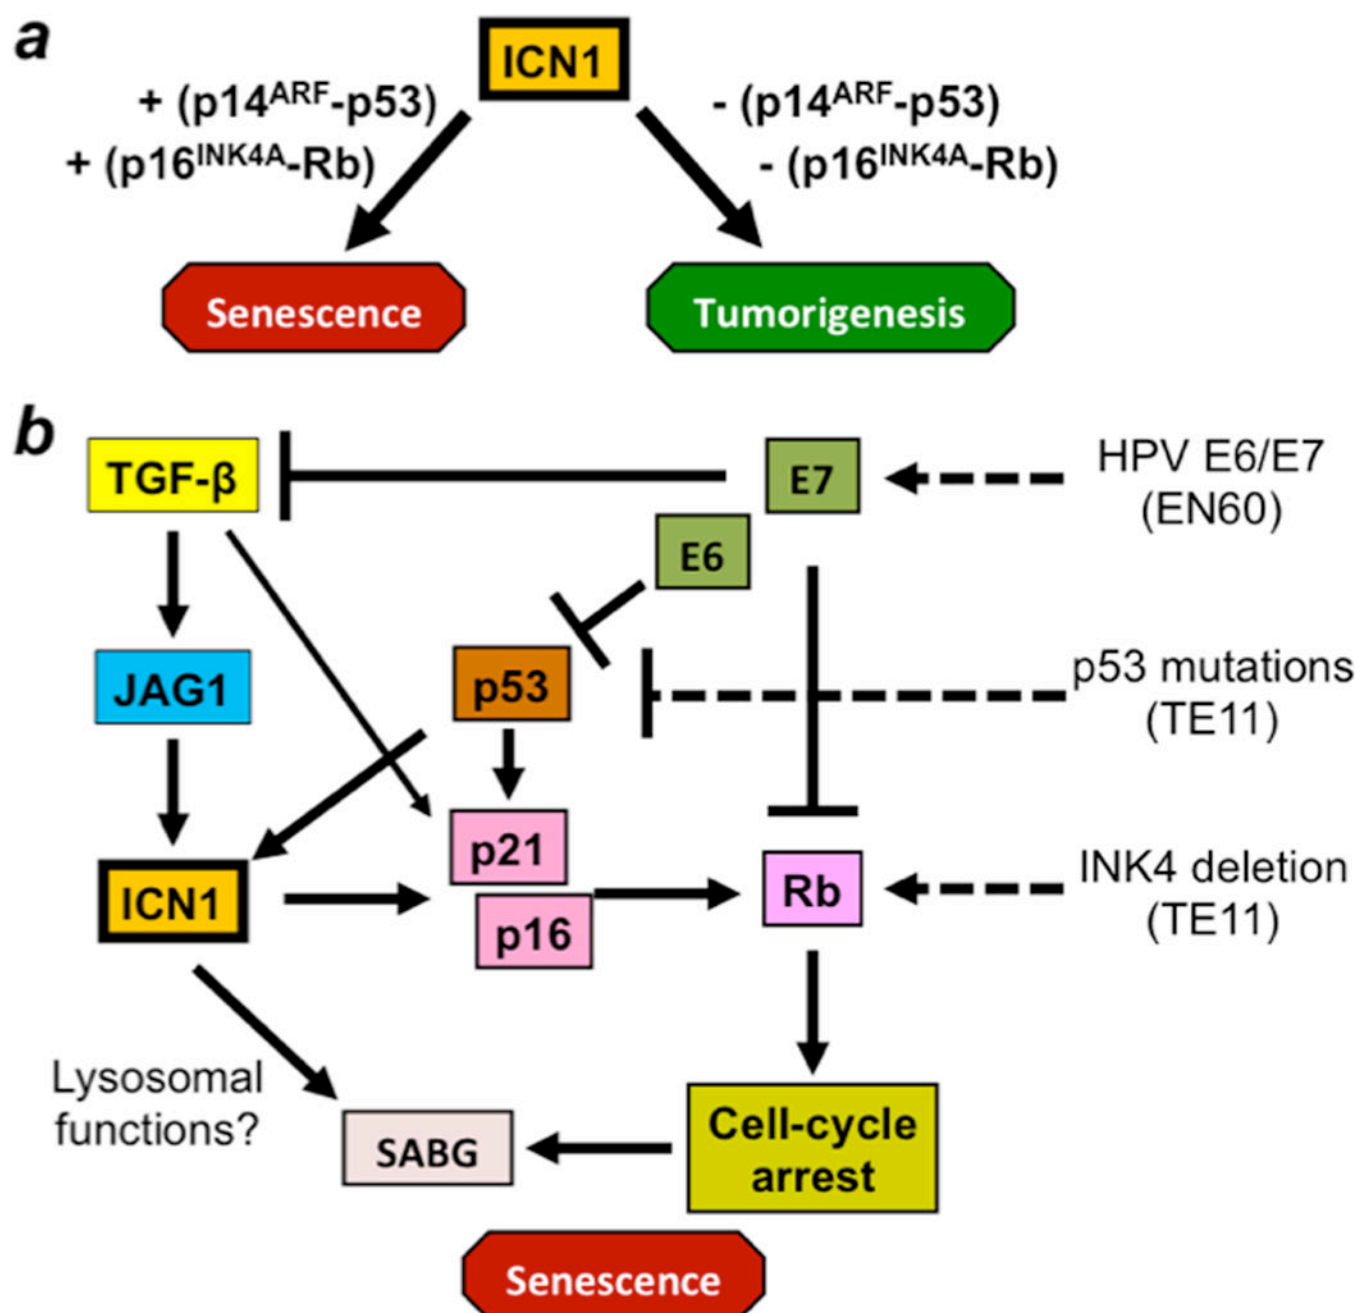 a
ICN1
+ (p14ARF-p53)
+ (p16INK4A-Rb)
- (p14ARF-p53)
- (p16INK4A-Rb)
Senescence
Tumorigenesis
b
TGF-β
E7
HPV E6/E7
(EN60)
E6
JAG1
p53
p53 mutations
(TE11)
p21
ICN1
p16
Rb
INK4 deletion
(TE11)
Lysosomal
functions?
SABG
Cell-cycle
arrest
Senescence